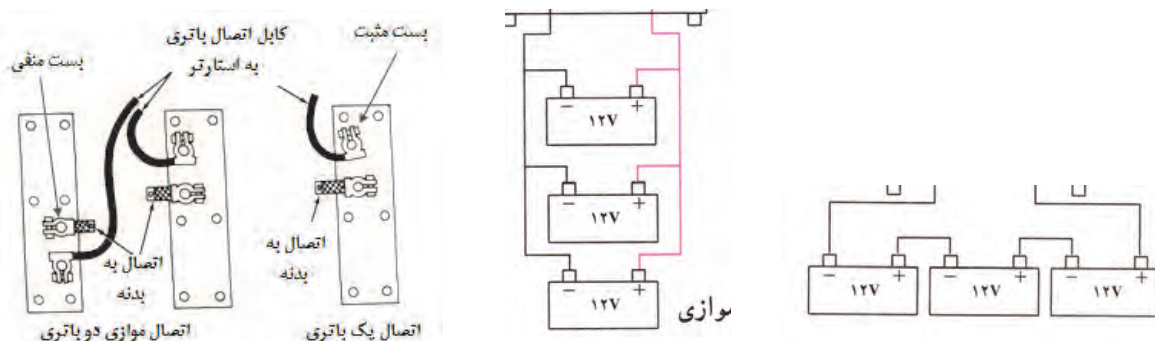 کابل اتصال باتری
به استارتر
بست مثبت
بست منفی
اتصال به
بدنه
اتصال به
بدنه
اتصال موازی دو باتری
اتصال یک باتری
− +
۱۲V
− +
۱۲V
− +
۱۲V
موازی
− +
۱۲V
− +
۱۲V
− +
۱۲V